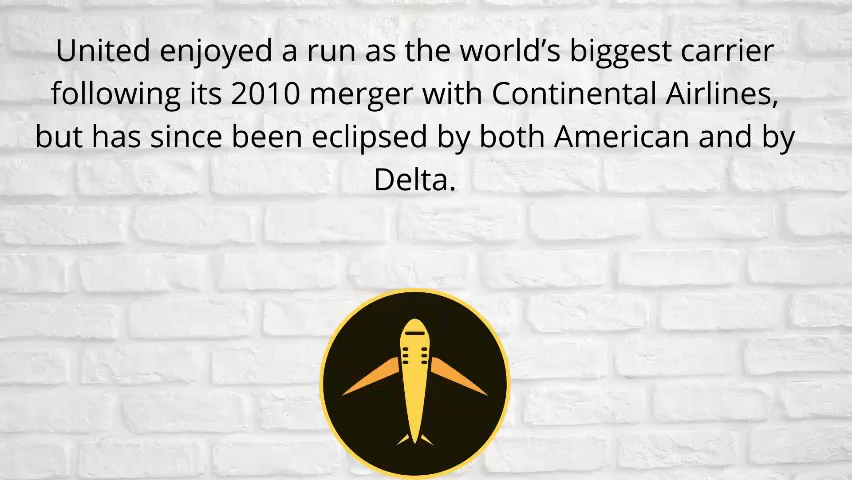 United enjoyed a run as the world’s biggest carrier
following its 2010 merger with Continental Airlines,
but has since been eclipsed by both American and by
Delta.